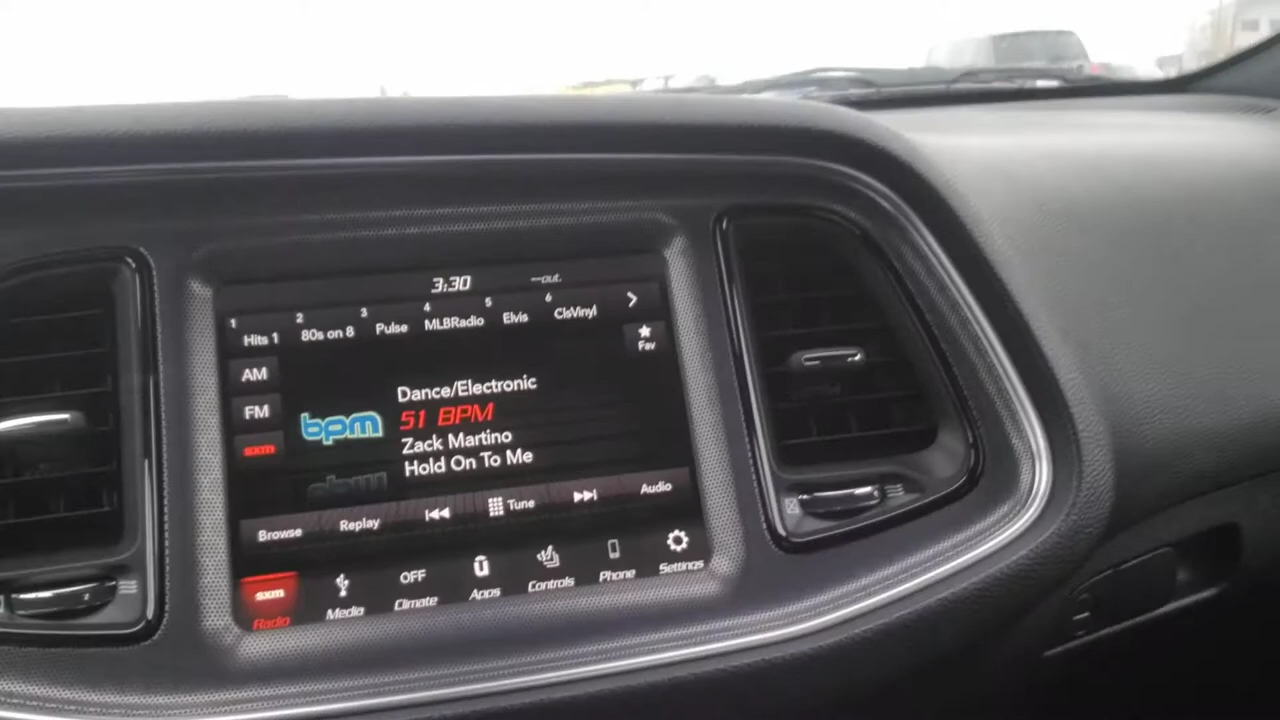 3:30
--out.
1 Hits 1 2 80s on 8 3 Pulse 4 MLBRadio 5 Elvis 6 ClsVinyl
Fav
AM
FM
sxm
bpm
Dance/Electronic
51 BPM
Zack Martino
Hold On To Me
Browse Replay Tune Audio
sxm
Radio
Media
OFF
Climate
Apps
Controls
Phone
Settings